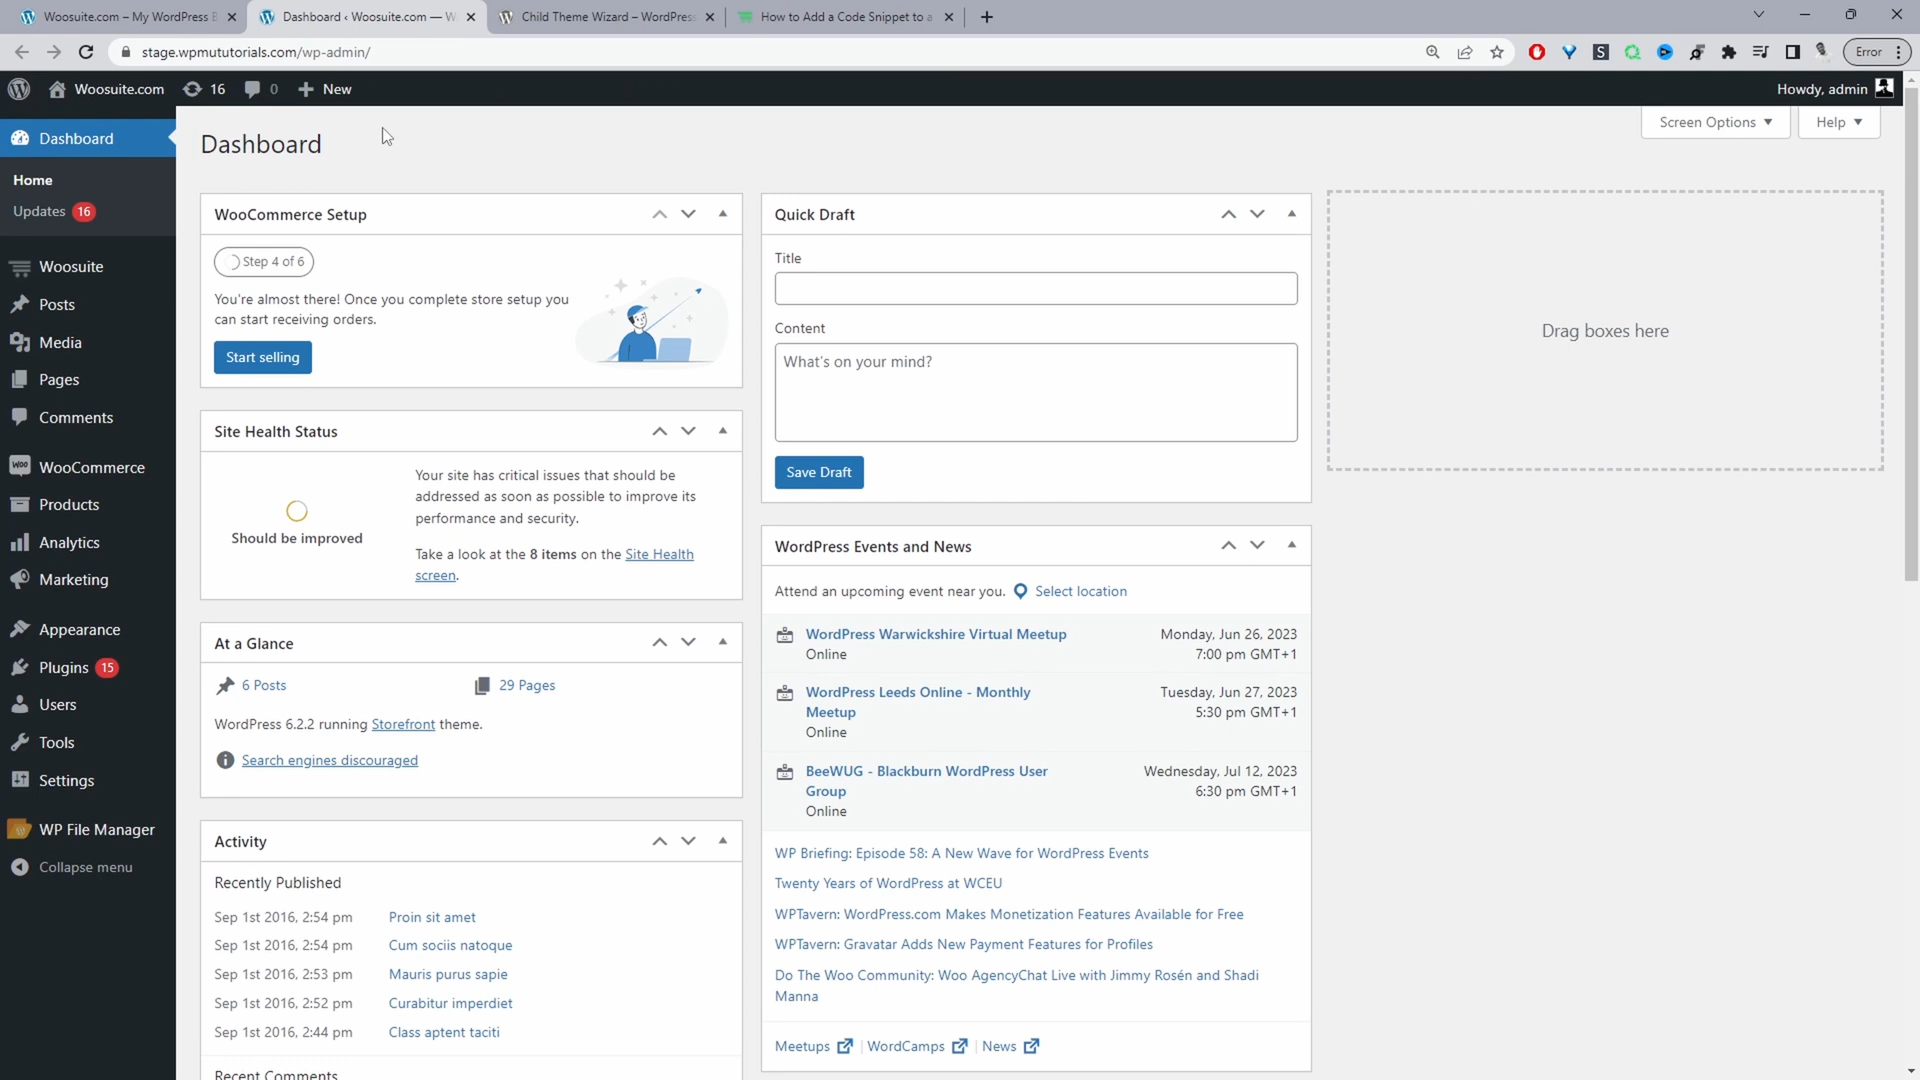 Woosuite.com – My WordPress B
Dashboard ‹ Woosuite.com — W
Child Theme Wizard – WordPress
How to Add a Code Snippet to a
stage.wpmututorials.com/wp-admin/
Error
Woosuite.com
16
0
New
Howdy, admin
Dashboard
Home
Updates 16
Woosuite
Posts
Media
Pages
Comments
WooCommerce
Products
Analytics
Marketing
Appearance
Plugins 15
Users
Tools
Settings
WP File Manager
Collapse menu
Dashboard
Screen Options
Help
WooCommerce Setup
Step 4 of 6
You're almost there! Once you complete store setup you
can start receiving orders.
Start selling
Site Health Status
Should be improved
Your site has critical issues that should be
addressed as soon as possible to improve its
performance and security.
Take a look at the 8 items on the Site Health
screen.
At a Glance
6 Posts
29 Pages
WordPress 6.2.2 running Storefront theme.
Search engines discouraged
Activity
Recently Published
Sep 1st 2016, 2:54 pm Proin sit amet
Sep 1st 2016, 2:54 pm Cum sociis natoque
Sep 1st 2016, 2:53 pm Mauris purus sapie
Sep 1st 2016, 2:52 pm Curabitur imperdiet
Sep 1st 2016, 2:44 pm Class aptent taciti
Recent Comments
Quick Draft
Title
Content
What's on your mind?
Save Draft
WordPress Events and News
Attend an upcoming event near you. Select location
WordPress Warwickshire Virtual Meetup
Online
Monday, Jun 26, 2023
7:00 pm GMT+1
WordPress Leeds Online - Monthly
Meetup
Online
Tuesday, Jun 27, 2023
5:30 pm GMT+1
BeeWUG - Blackburn WordPress User
Group
Online
Wednesday, Jul 12, 2023
6:30 pm GMT+1
WP Briefing: Episode 58: A New Wave for WordPress Events
Twenty Years of WordPress at WCEU
WPTavern: WordPress.com Makes Monetization Features Available for Free
WPTavern: Gravatar Adds New Payment Features for Profiles
Do The Woo Community: Woo AgencyChat Live with Jimmy Rosén and Shadi
Manna
Meetups | WordCamps | News
Drag boxes here